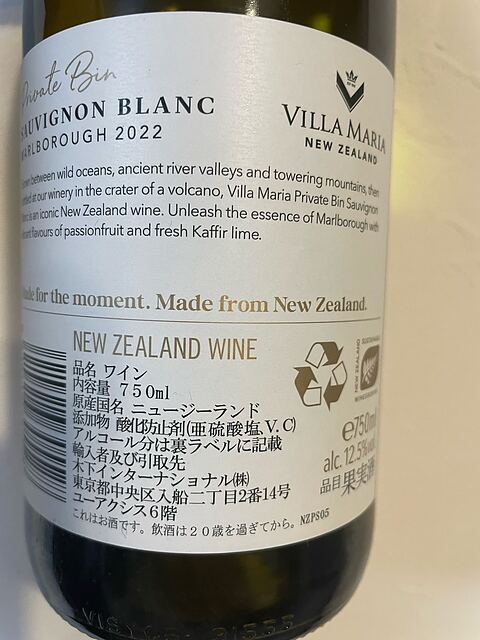 Private Bin
SAUVIGNON BLANC
MARLBOROUGH 2022
VILLA MARIA
NEW ZEALAND
between wild oceans, ancient river valleys and towering mountains, then
at our winery in the crater of a volcano, Villa Maria Private Bin Sauvignon
is an iconic New Zealand wine. Unleash the essence of Marlborough with
flavours of passionfruit and fresh Kaffir lime.
for the moment. Made from New Zealand.
NEW ZEALAND WINE
品名 ワイン
内容量 750ml
原産国名 ニュージーランド
添加物 酸化防止剤(亜硫酸塩、V.C)
アルコール分は裏ラベルに記載
輸入者及び引取先
木下インターナショナル㈱
東京都中央区入船二丁目2番14号
ユーアクシス6階
これはお酒です。飲酒は20歳を過ぎてから。NZPS05
NEW ZEALAND
SUSTAINABLE
WINEGROWING
e750ml
alc. 12.5%vol.
品目 果実酒